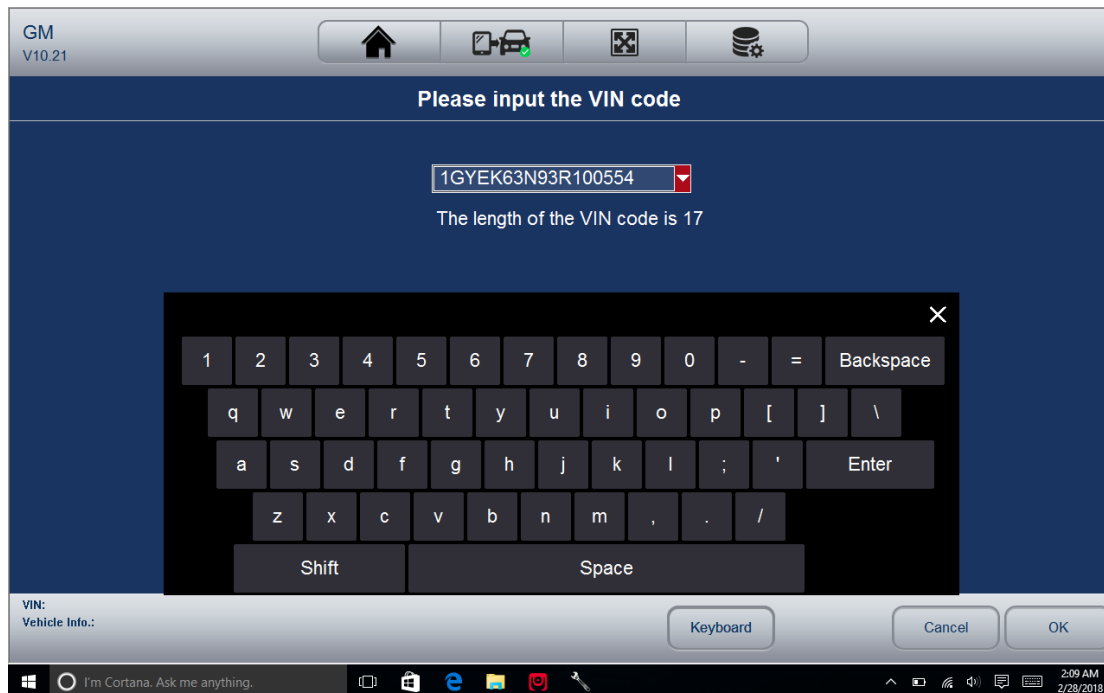 GM
V10.21
Please input the VIN code
1GYEK63N93R100554
The length of the VIN code is 17
1 2 3 4 5 6 7 8 9 0 - = Backspace
q w e r t y u i o p [ ] \
a s d f g h j k l ; ' Enter
z x c v b n m , . /
Shift Space
VIN:
Vehicle Info.:
Keyboard Cancel OK
I'm Cortana. Ask me anything.
2:09 AM
2/28/2018